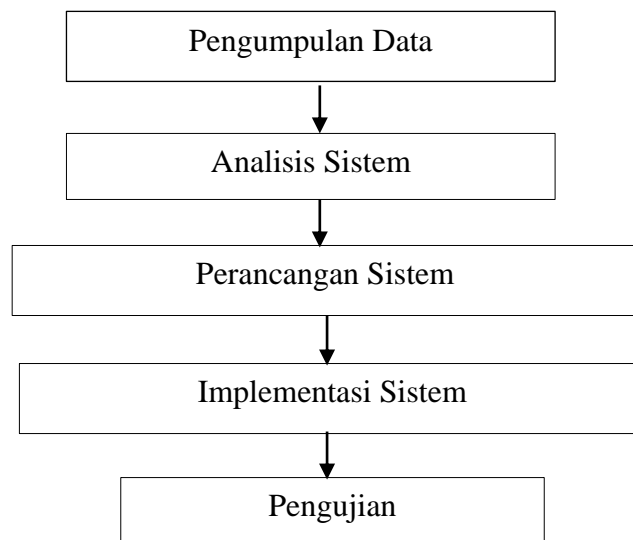 Pengumpulan Data
Analisis Sistem
Perancangan Sistem
Implementasi Sistem
Pengujian